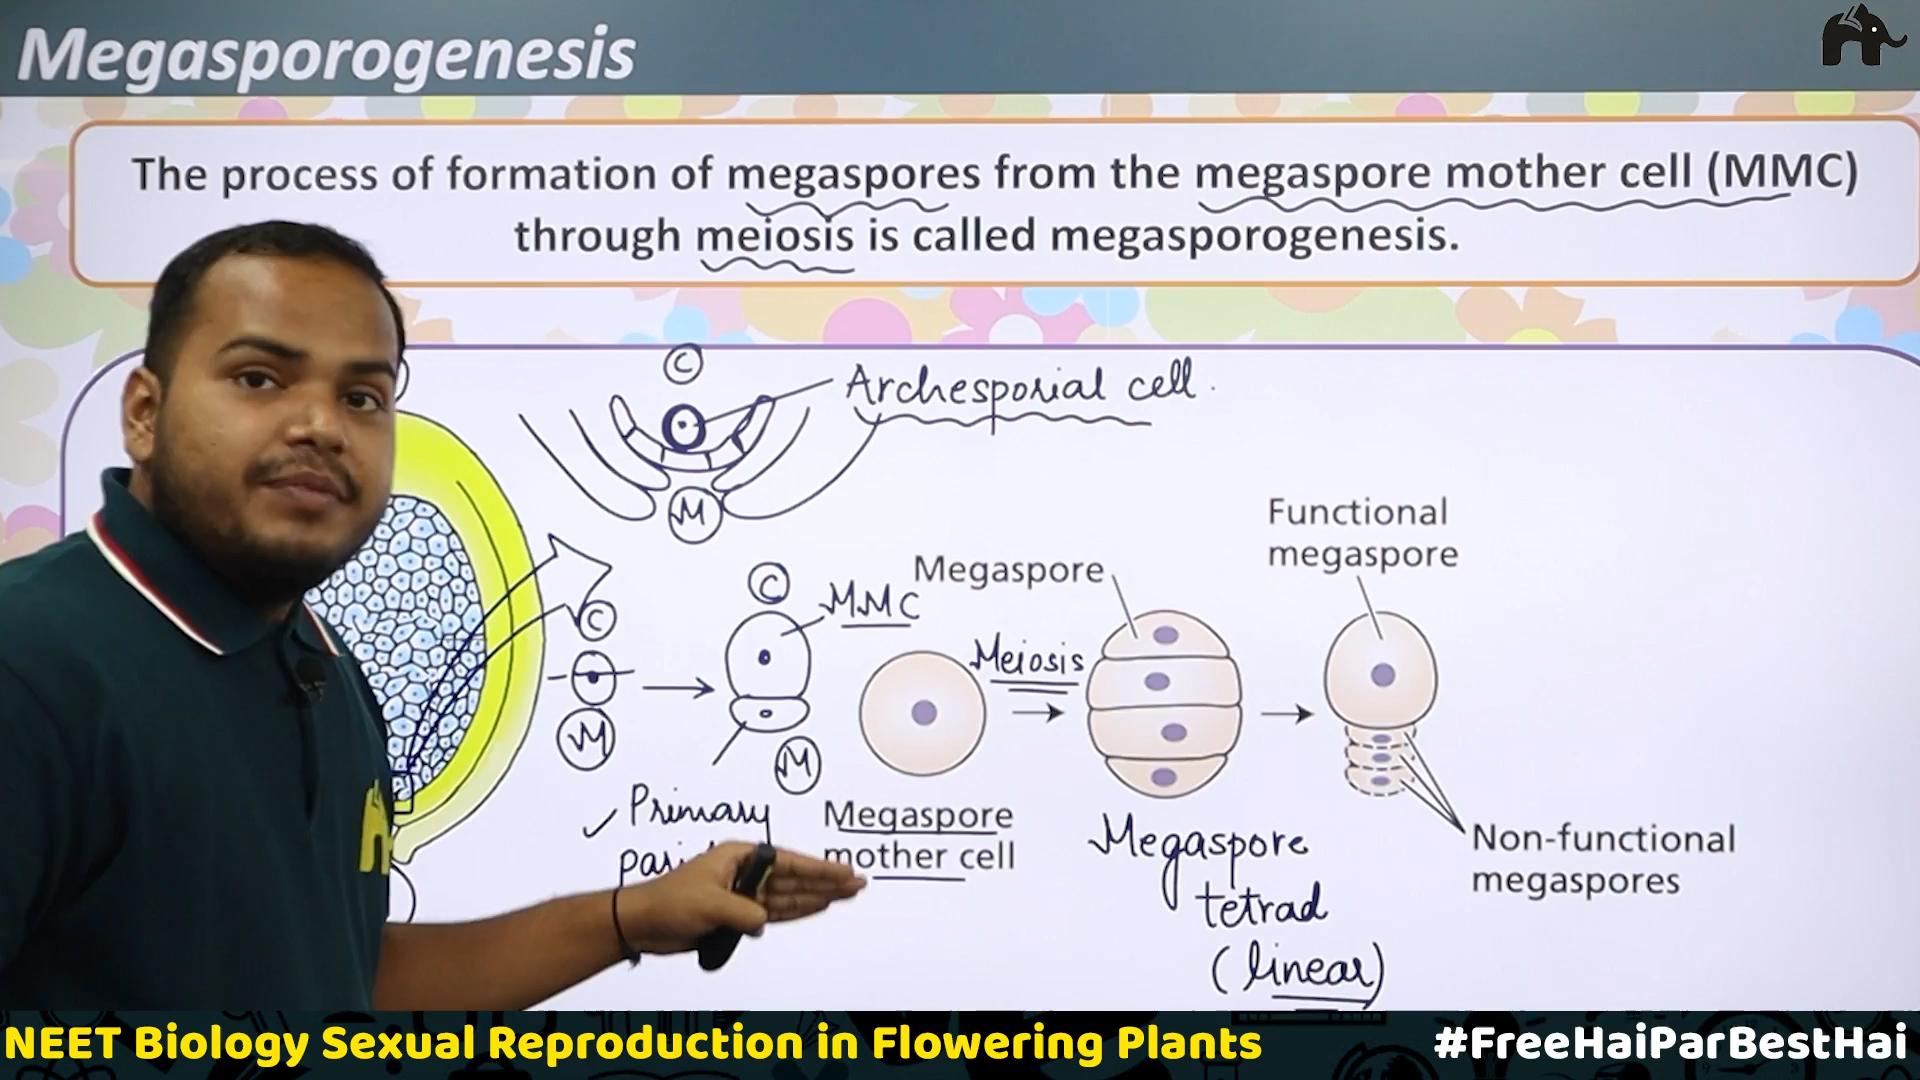 Megasporogenesis
The process of formation of megaspores from the megaspore mother cell (MMC)
through meiosis is called megasporogenesis.
C
Archesporial cell.
M
Functional
megaspore
Megaspore
C
MMC
C
Meiosis
M
M
Primary
Megaspore
mother cell
Megaspore
tetrad
(linear)
Non-functional
megaspores
NEET Biology Sexual Reproduction in Flowering Plants
#FreeHaiParBestHai